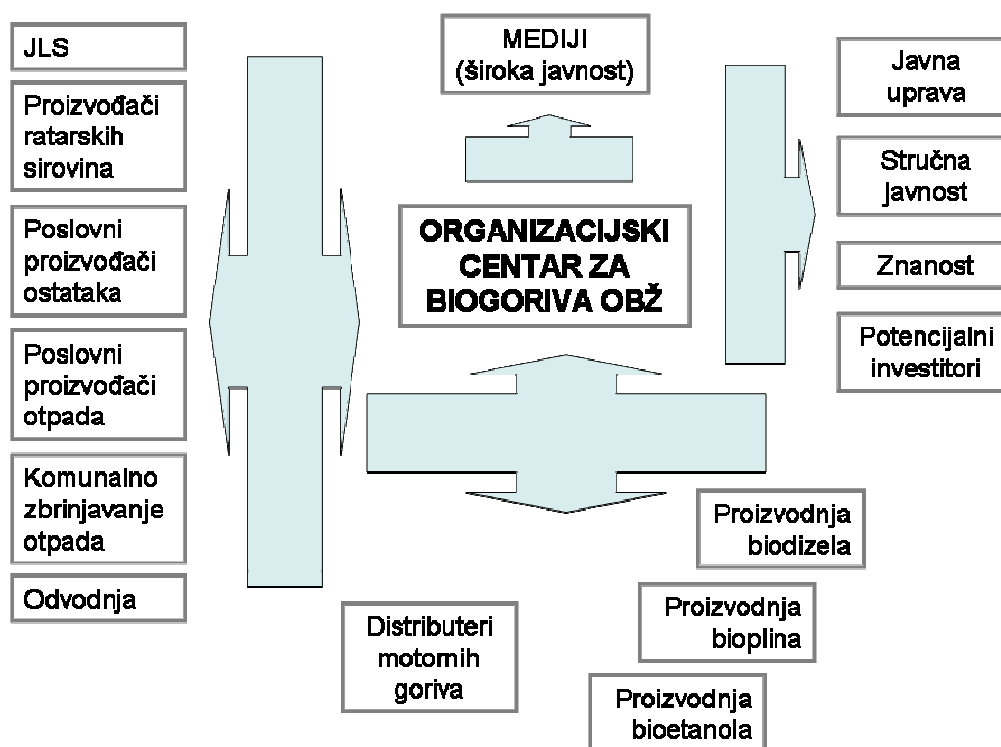 JLS
Proizvođači
ratarskih
sirovina
Poslovni
proizvođači
ostataka
Poslovni
proizvođači
otpada
Komunalno
zbrinjavanje
otpada
Odvodnja
MEDIJI
(široka javnost)
ORGANIZACIJSKI
CENTAR ZA
BIOGORIVA OBŽ
Javna
uprava
Stručna
javnost
Znanost
Potencijalni
investitori
Distributeri
motornih
goriva
Proizvodnja
biodizela
Proizvodnja
bioplina
Proizvodnja
bioetanola